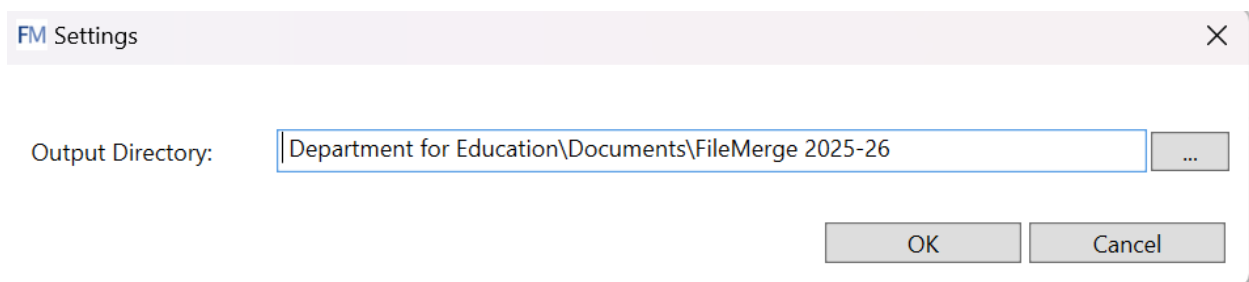 FM Settings
Output Directory: Department for Education\Documents\FileMerge 2025-26 ...
OK Cancel